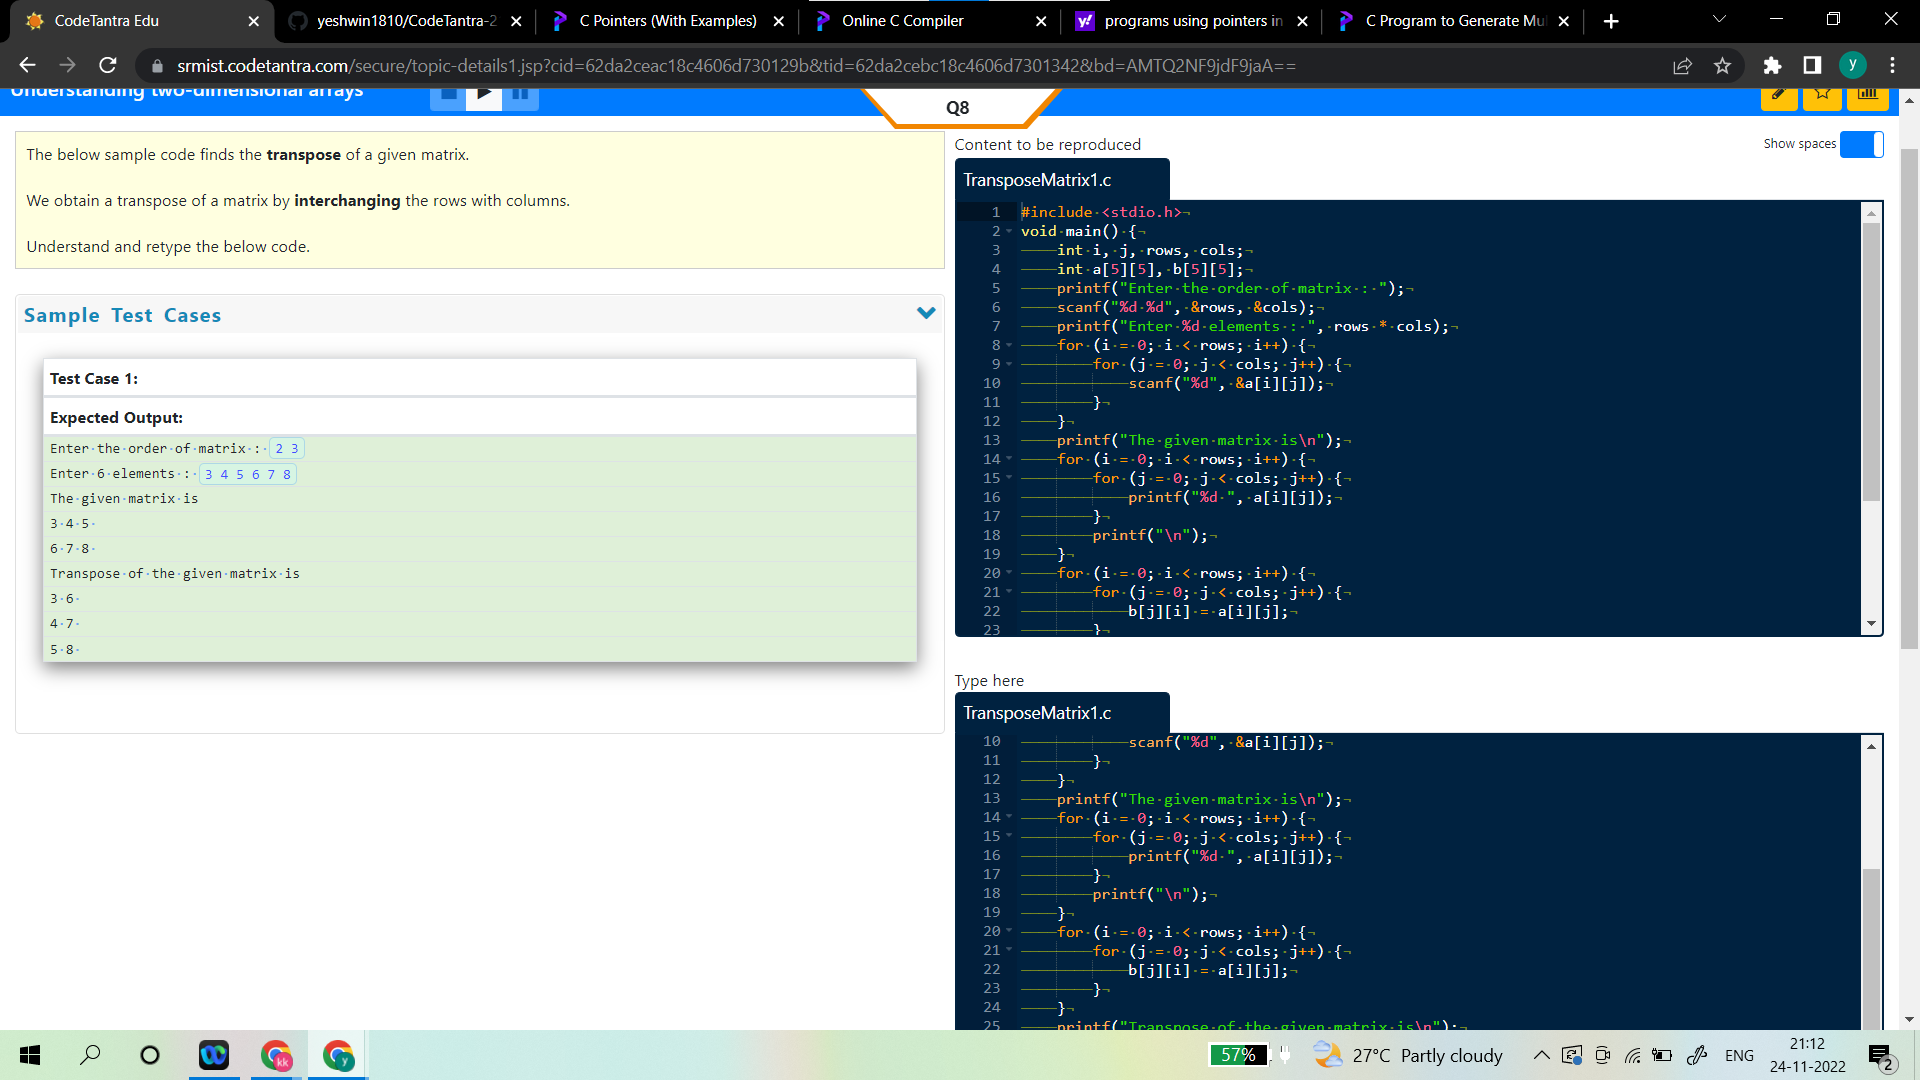 CodeTantra Edu
yeshwin1810/CodeTantra-2
C Pointers (With Examples)
Online C Compiler
programs using pointers in
C Program to Generate Mul
srmist.codetantra.com/secure/topic-details1.jsp?cid=62da2ceac18c4606d730129b&tid=62da2cebc18c4606d7301342&bd=AMTQ2NF9jdF9jaA==
y
Understanding two-dimensional arrays
Q8
The below sample code finds the transpose of a given matrix.
We obtain a transpose of a matrix by interchanging the rows with columns.
Understand and retype the below code.
Sample Test Cases
Test Case 1:
Expected Output:
Enter·the·order·of·matrix·:· 2 3
Enter·6·elements·:· 3 4 5 6 7 8
The·given·matrix·is
3·4·5·
6·7·8·
Transpose·of·the·given·matrix·is
3·6·
4·7·
5·8·
Content to be reproduced
Show spaces
TransposeMatrix1.c
1 #include·<stdio.h>¬
2 void·main()·{¬
3 int·i,·j,·rows,·cols;¬
4 int·a[5][5],·b[5][5];¬
5 printf("Enter·the·order·of·matrix·:·");¬
6 scanf("%d·%d",·&rows,·&cols);¬
7 printf("Enter·%d·elements·:·",·rows·*·cols);¬
8 for·(i·=·0;·i·<·rows;·i++)·{¬
9 for·(j·=·0;·j·<·cols;·j++)·{¬
10 scanf("%d",·&a[i][j]);¬
11 }¬
12 }¬
13 printf("The·given·matrix·is\n");¬
14 for·(i·=·0;·i·<·rows;·i++)·{¬
15 for·(j·=·0;·j·<·cols;·j++)·{¬
16 printf("%d·",·a[i][j]);¬
17 }¬
18 printf("\n");¬
19 }¬
20 for·(i·=·0;·i·<·rows;·i++)·{¬
21 for·(j·=·0;·j·<·cols;·j++)·{¬
22 b[j][i]·=·a[i][j];¬
23 }¬
Type here
TransposeMatrix1.c
10 scanf("%d",·&a[i][j]);¬
11 }¬
12 }¬
13 printf("The·given·matrix·is\n");¬
14 for·(i·=·0;·i·<·rows;·i++)·{¬
15 for·(j·=·0;·j·<·cols;·j++)·{¬
16 printf("%d·",·a[i][j]);¬
17 }¬
18 printf("\n");¬
19 }¬
20 for·(i·=·0;·i·<·rows;·i++)·{¬
21 for·(j·=·0;·j·<·cols;·j++)·{¬
22 b[j][i]·=·a[i][j];¬
23 }¬
24 }¬
25 printf("Transpose·of·the·given·matrix·is\n");¬
kk
y
57%
27°C Partly cloudy
ENG
21:12
24-11-2022
2